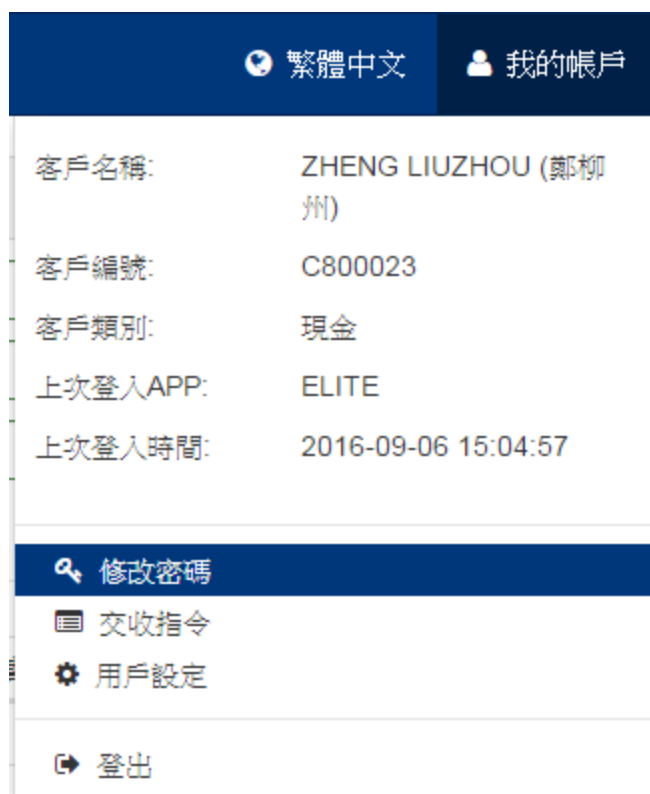 繁體中文 我的帳戶
客戶名稱: ZHENG LIUZHOU (鄭柳
州)
客戶編號: C800023
客戶類別: 現金
上次登入APP: ELITE
上次登入時間: 2016-09-06 15:04:57
修改密碼
交收指令
用戶設定
登出